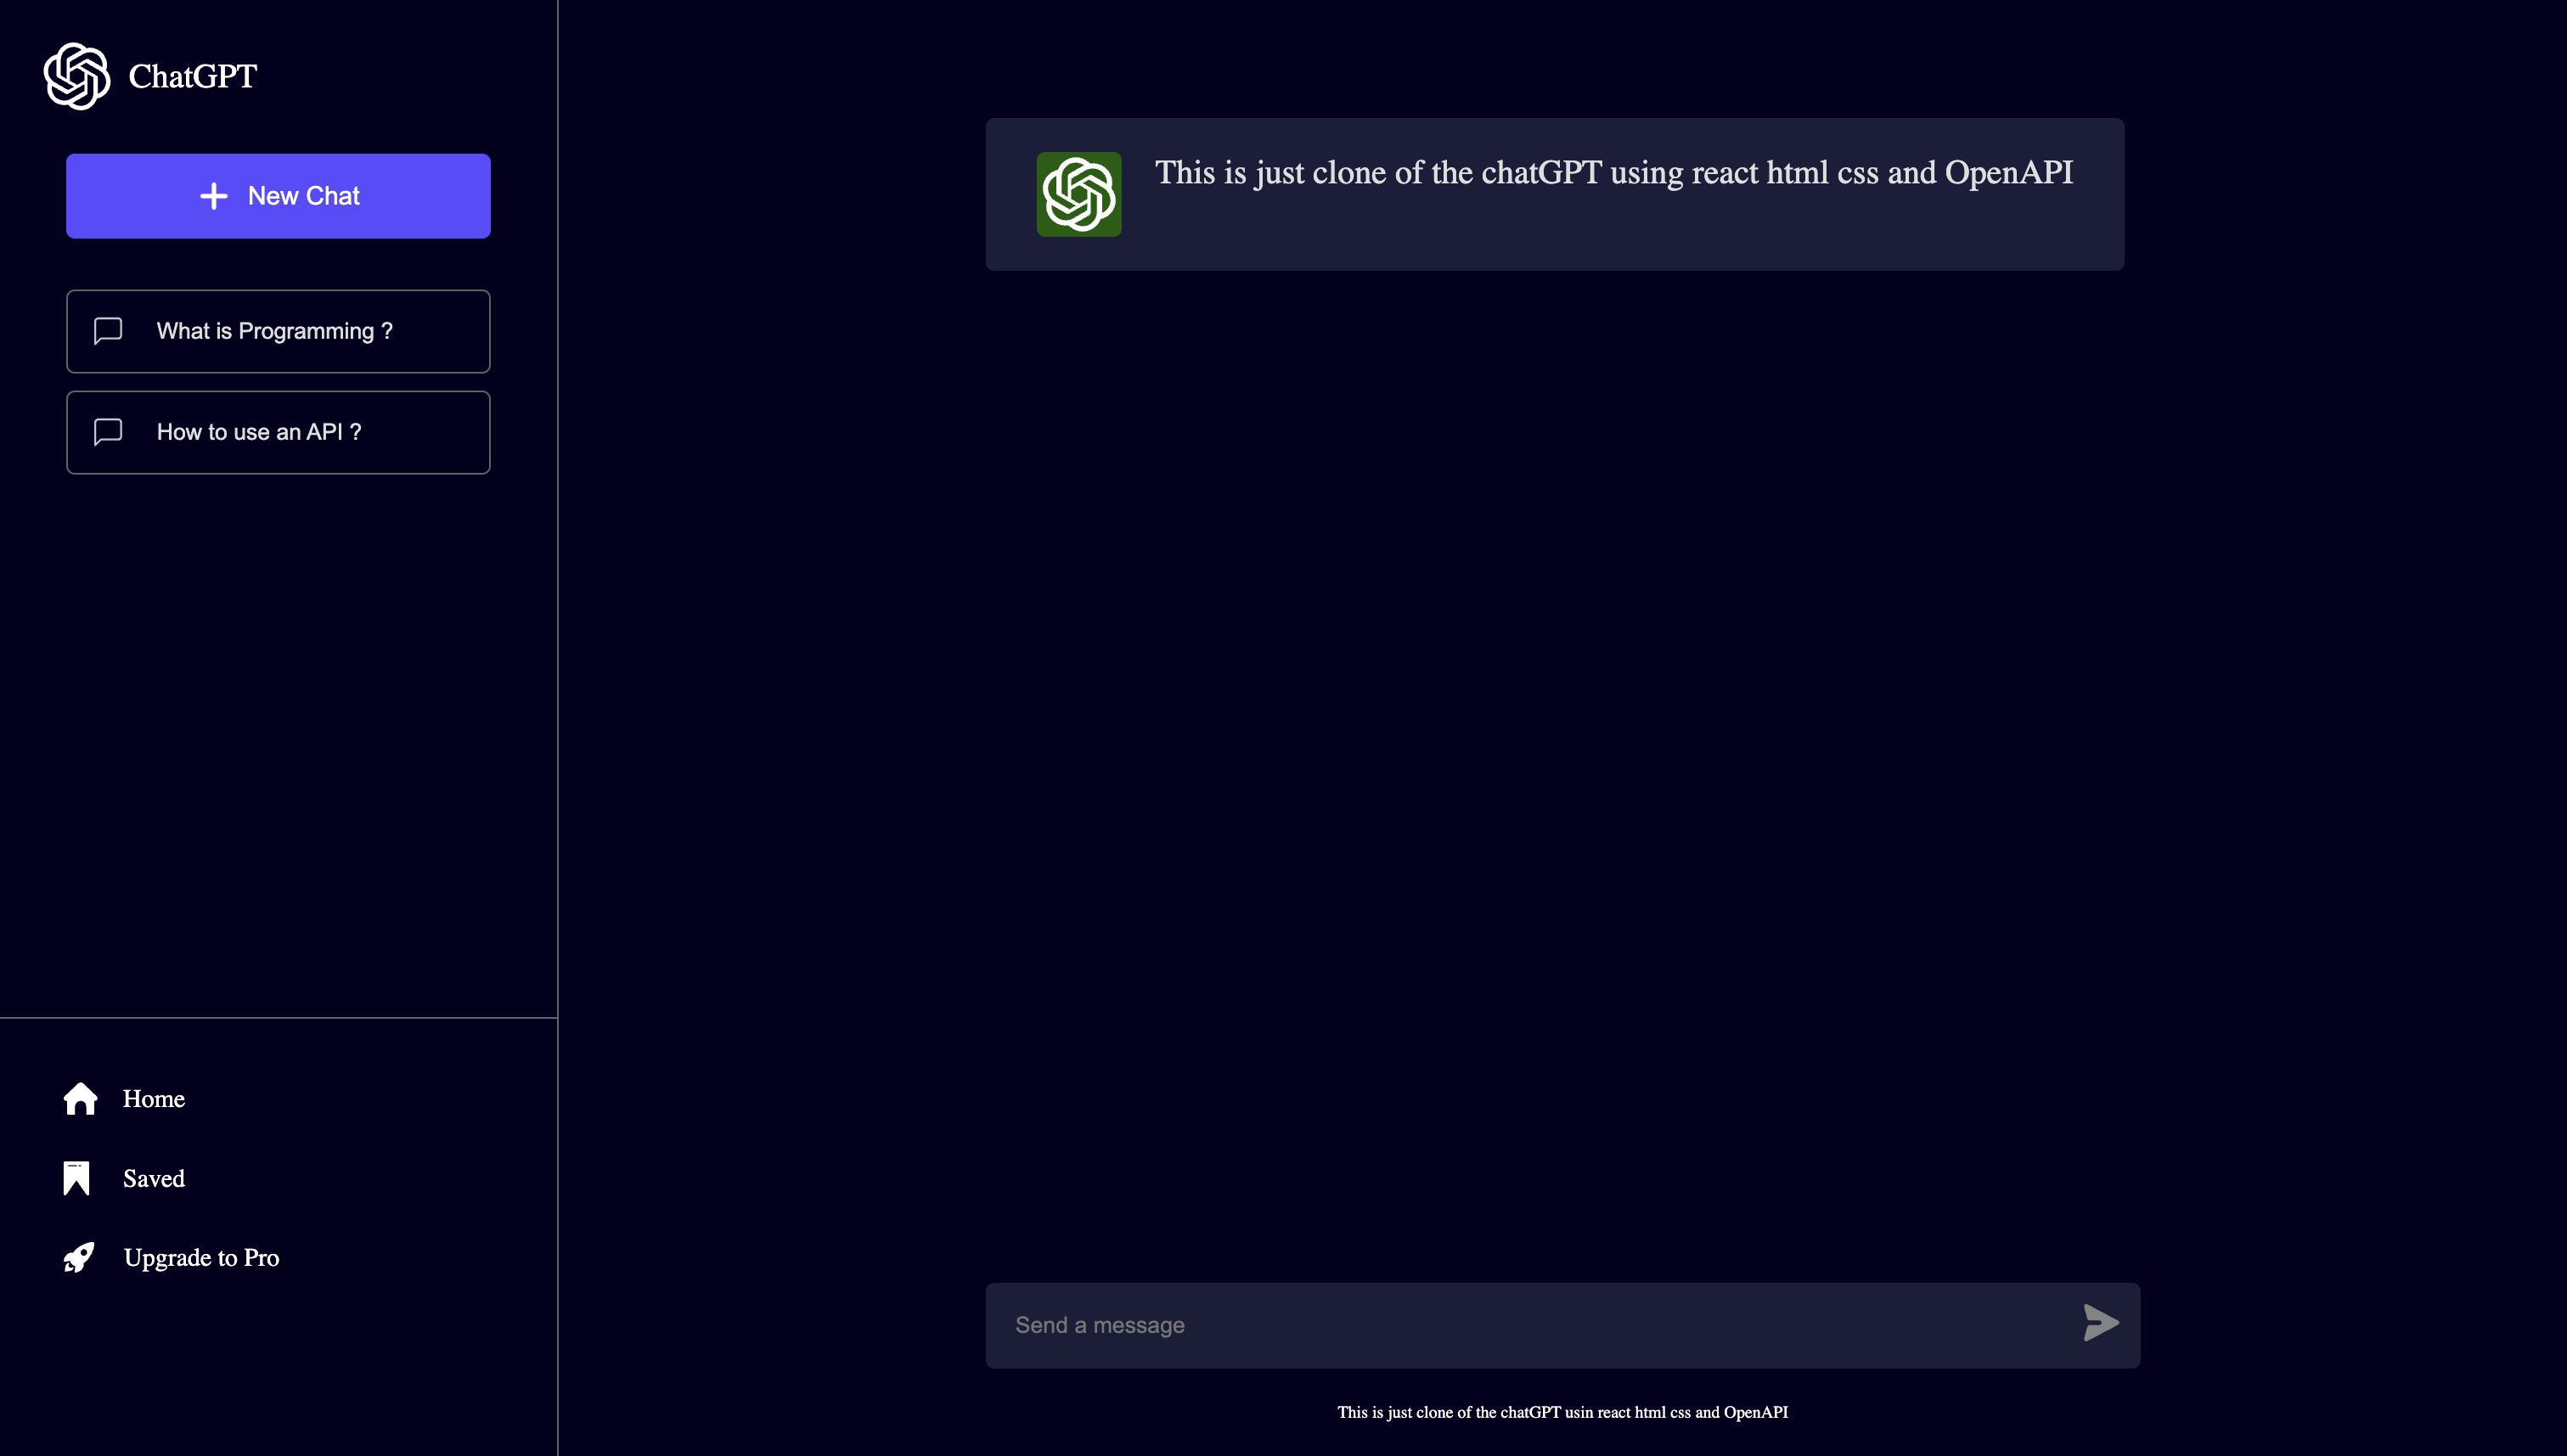 ChatGPT
New Chat
What is Programming ?
How to use an API ?
Home
Saved
Upgrade to Pro
This is just clone of the chatGPT using react html css and OpenAPI
Send a message
This is just clone of the chatGPT usin react html css and OpenAPI